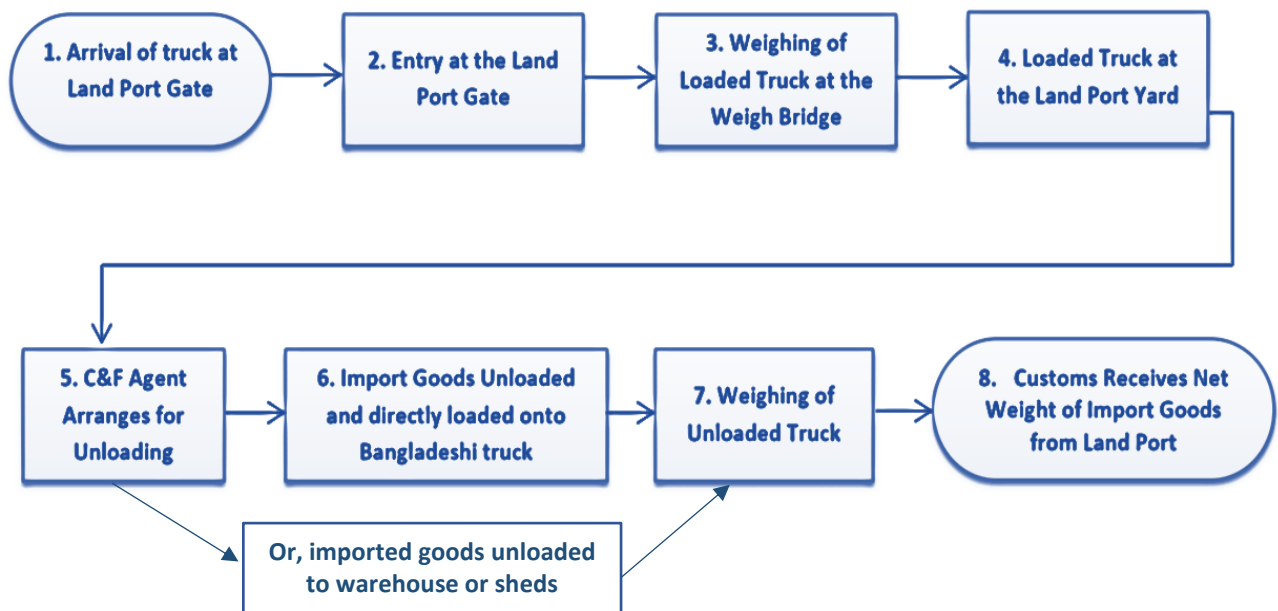 1. Arrival of truck at
Land Port Gate
2. Entry at the Land
Port Gate
3. Weighing of
Loaded Truck at the
Weigh Bridge
4. Loaded Truck at
the Land Port Yard
5. C&F Agent
Arranges for
Unloading
6. Import Goods Unloaded
and directly loaded onto
Bangladeshi truck
7. Weighing of
Unloaded Truck
8. Customs Receives Net
Weight of Import Goods
from Land Port
Or, imported goods unloaded
to warehouse or sheds